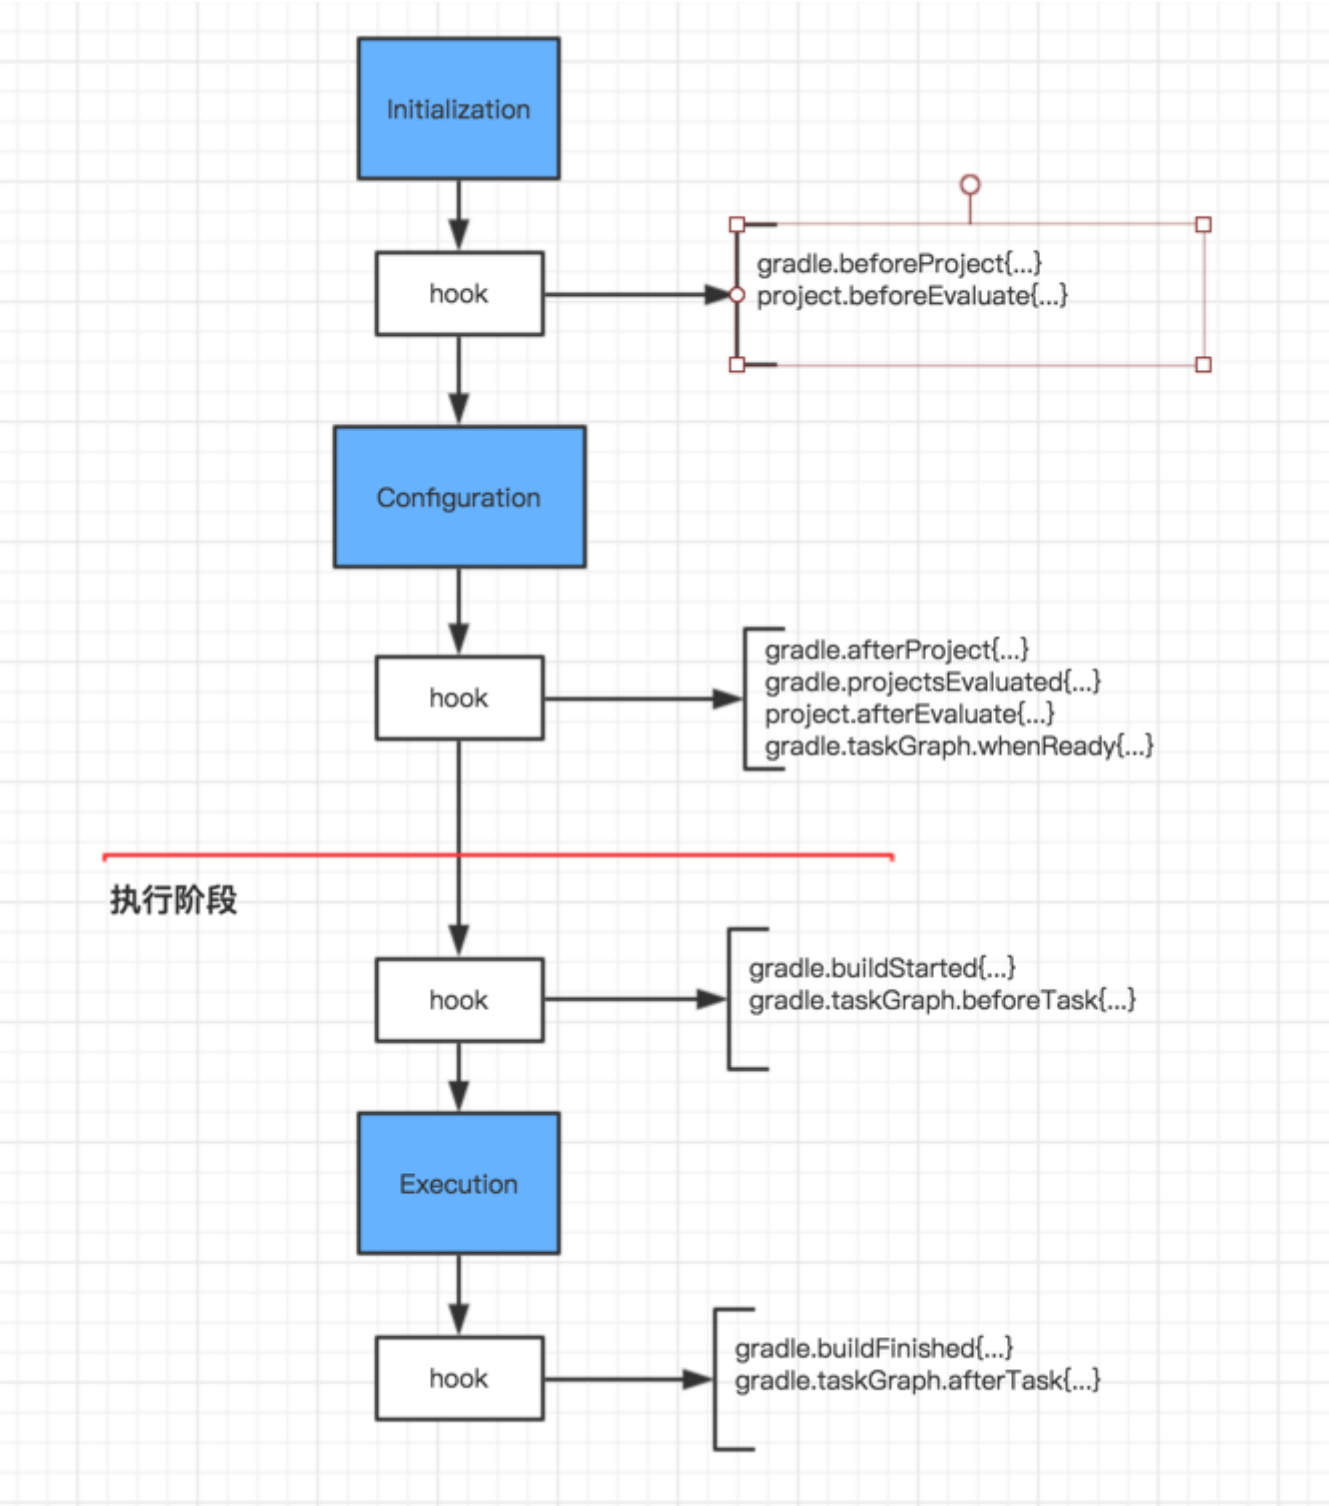 Initialization
hook
gradle.beforeProject{...}
project.beforeEvaluate{...}
Configuration
hook
gradle.afterProject{...}
gradle.projectsEvaluated{...}
project.afterEvaluate{...}
gradle.taskGraph.whenReady{...}
执行阶段
hook
gradle.buildStarted{...}
gradle.taskGraph.beforeTask{...}
Execution
hook
gradle.buildFinished{...}
gradle.taskGraph.afterTask{...}